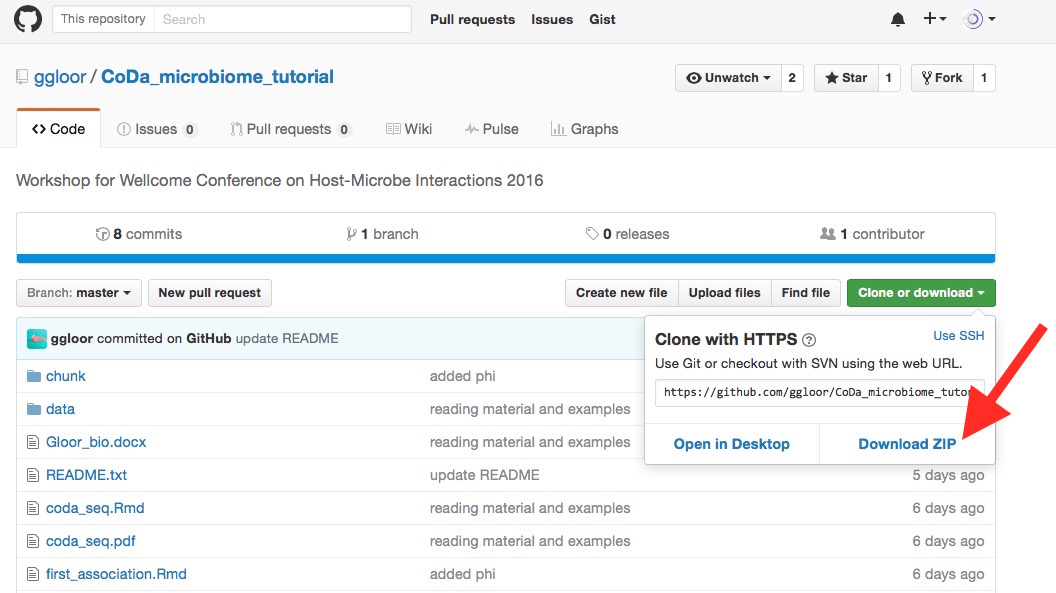 This repository Search Pull requests Issues Gist
ggloor / CoDa_microbiome_tutorial Unwatch 2 Star 1 Fork 1
Code Issues 0 Pull requests 0 Wiki Pulse Graphs
Workshop for Wellcome Conference on Host-Microbe Interactions 2016
8 commits 1 branch 0 releases 1 contributor
Branch: master New pull request Create new file Upload files Find file Clone or download
ggloor committed on GitHub update README
Clone with HTTPS ? Use SSH
Use Git or checkout with SVN using the web URL.
https://github.com/ggloor/CoDa_microbiome_tutor
Open in Desktop Download ZIP
chunk added phi
data reading material and examples
Gloor_bio.docx reading material and examples
README.txt update README 5 days ago
coda_seq.Rmd reading material and examples 6 days ago
coda_seq.pdf reading material and examples 6 days ago
first_association.Rmd added phi 6 days ago